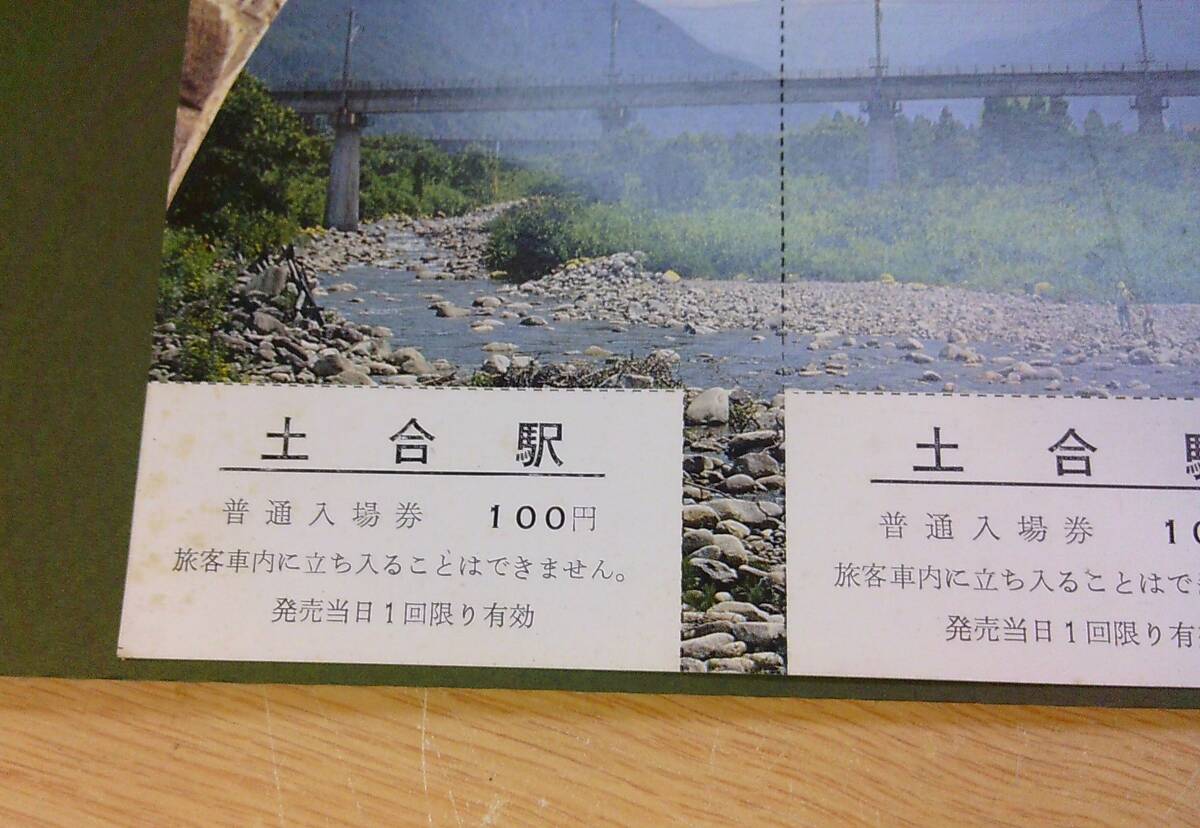 土合駅
普通入場券 100円
旅客車内に立ち入ることはできません。
発売当日1回限り有効
土合
普通入場券 10
旅客車内に立ち入ることはで
発売当日1回限り有